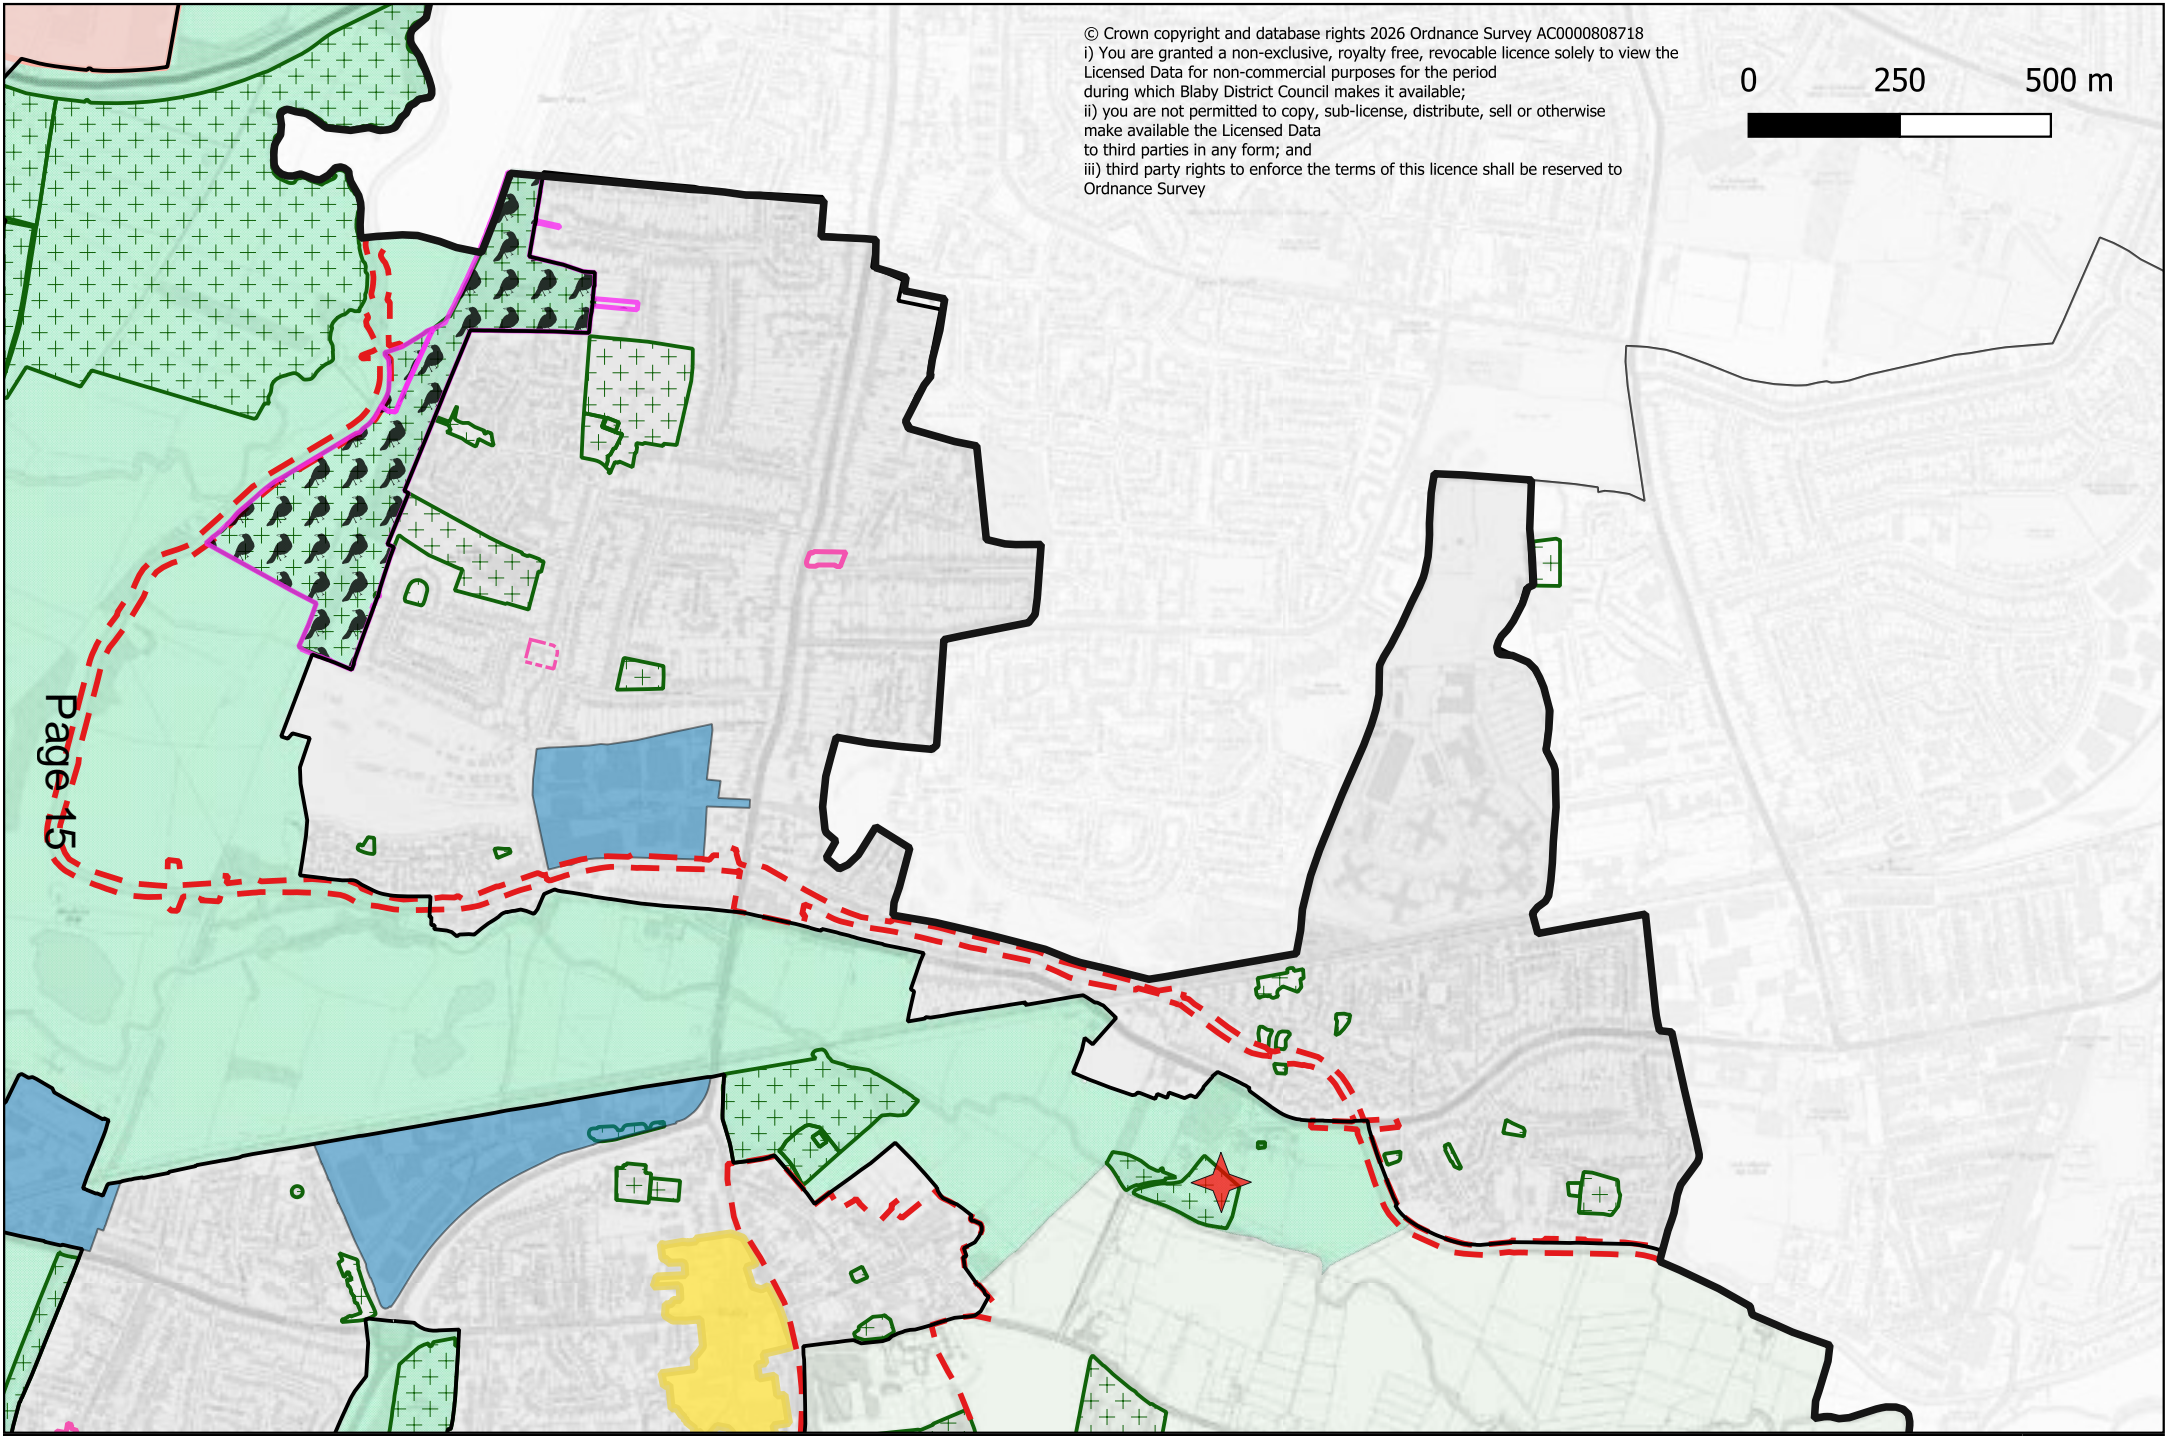 © Crown copyright and database rights 2026 Ordnance Survey AC0000808718
i) You are granted a non-exclusive, royalty free, revocable licence solely to view the
Licensed Data for non-commercial purposes for the period
during which Blaby District Council makes it available;
ii) you are not permitted to copy, sub-license, distribute, sell or otherwise
make available the Licensed Data
to third parties in any form; and
iii) third party rights to enforce the terms of this licence shall be reserved to
Ordnance Survey
0 250 500 m
Page 15